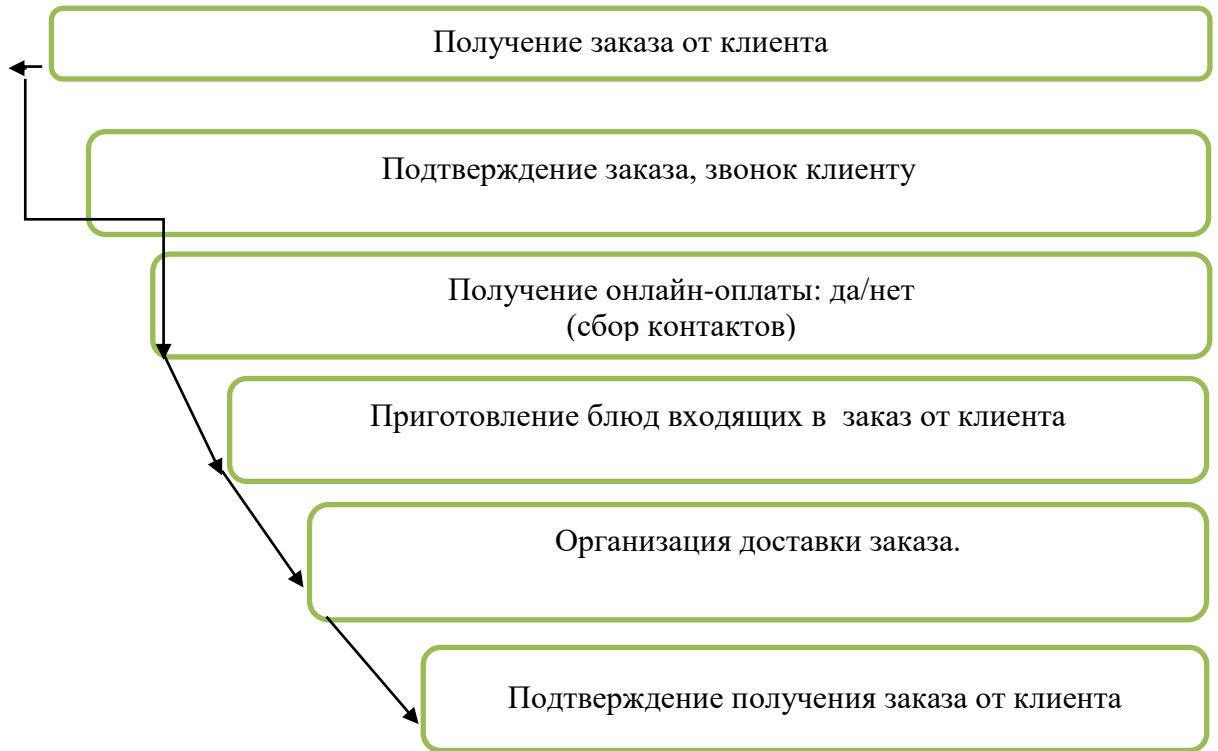 Получение заказа от клиента
Подтверждение заказа, звонок клиенту
Получение онлайн-оплаты: да/нет
(сбор контактов)
Приготовление блюд входящих в заказ от клиента
Организация доставки заказа.
Подтверждение получения заказа от клиента